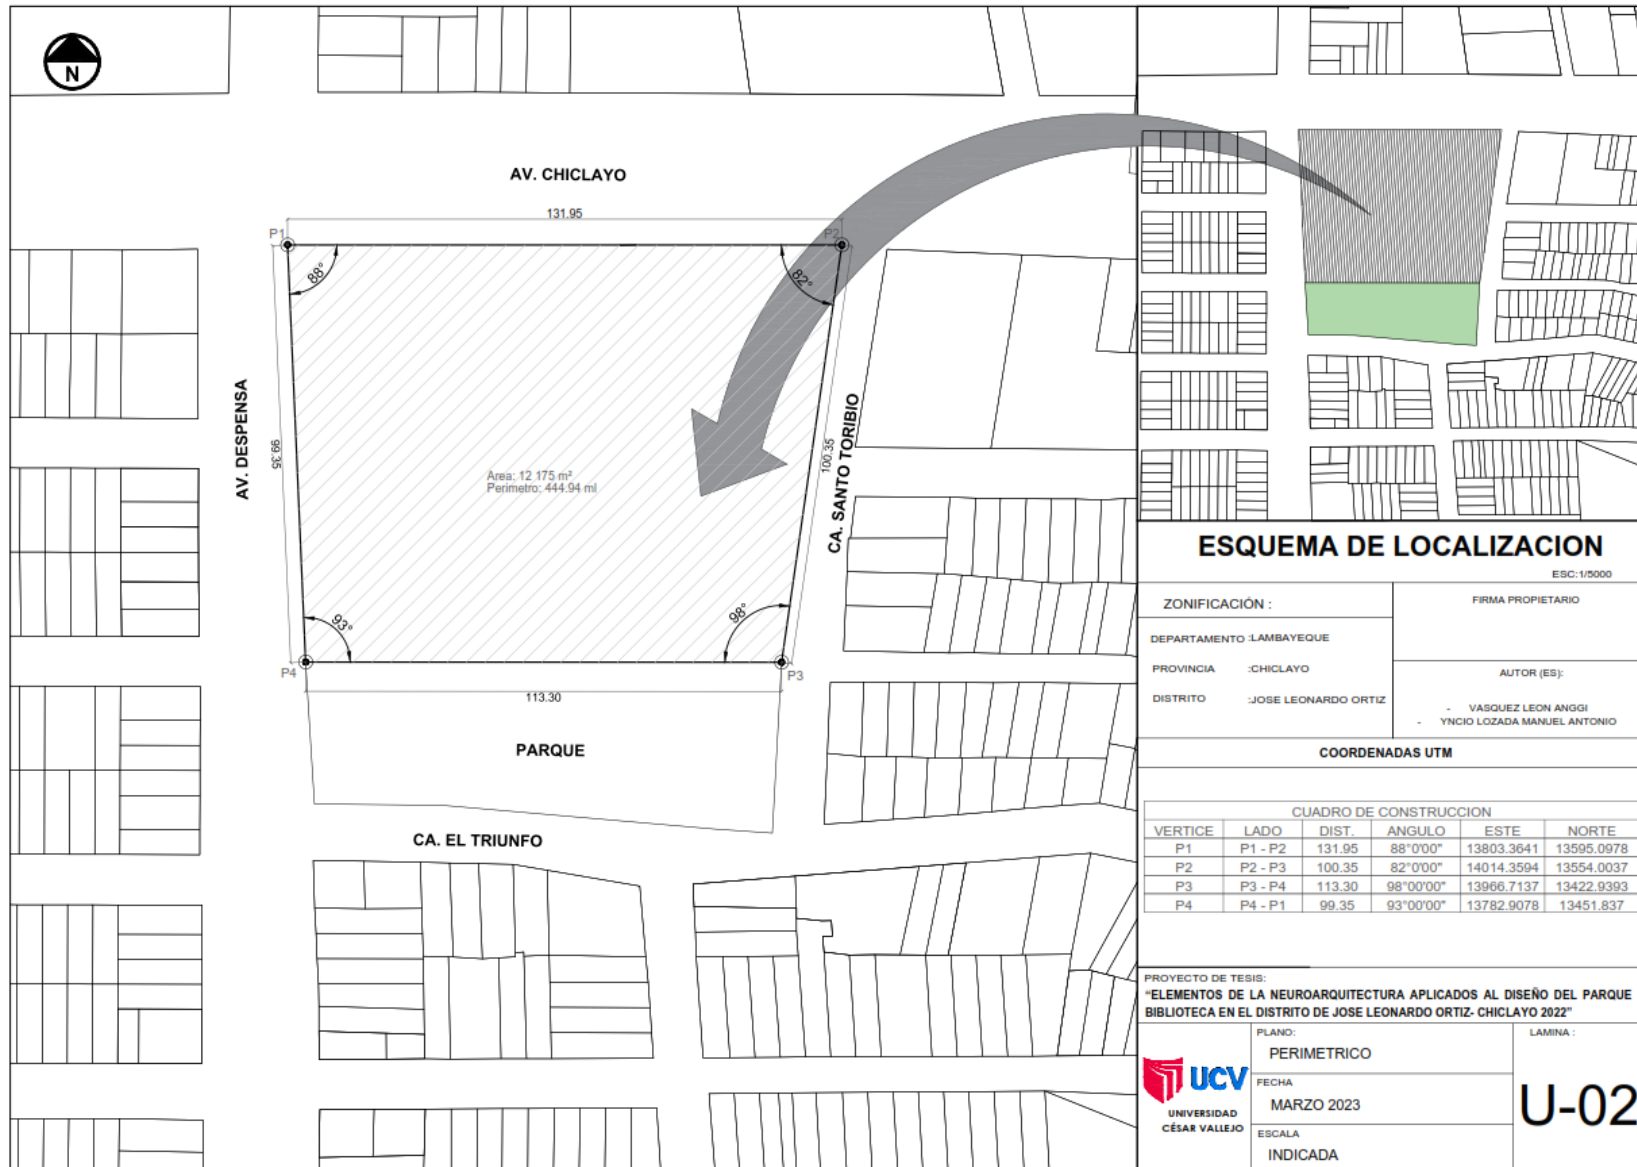 N
AV. CHICLAYO
131.95
P1
P2
88°
82°
AV. DESPENSA
99.35
Area: 12 175 m²
Perimetro: 444.94 ml
100.35
CA. SANTO TORIBIO
93°
98°
P4
P3
113.30
PARQUE
CA. EL TRIUNFO
ESQUEMA DE LOCALIZACION
ESC:1/5000
ZONIFICACIÓN :
FIRMA PROPIETARIO
DEPARTAMENTO :LAMBAYEQUE
PROVINCIA :CHICLAYO
DISTRITO :JOSE LEONARDO ORTIZ
AUTOR (ES):
- VASQUEZ LEON ANGGI
- YNCIO LOZADA MANUEL ANTONIO
COORDENADAS UTM
CUADRO DE CONSTRUCCION
VERTICE LADO DIST. ANGULO ESTE NORTE
P1 P1 - P2 131.95 88°0'00" 13803.3641 13595.0978
P2 P2 - P3 100.35 82°0'00" 14014.3594 13554.0037
P3 P3 - P4 113.30 98°00'00" 13966.7137 13422.9393
P4 P4 - P1 99.35 93°00'00" 13782.9078 13451.837
PROYECTO DE TESIS:
“ELEMENTOS DE LA NEUROARQUITECTURA APLICADOS AL DISEÑO DEL PARQUE
BIBLIOTECA EN EL DISTRITO DE JOSE LEONARDO ORTIZ- CHICLAYO 2022”
UCV
UNIVERSIDAD
CÉSAR VALLEJO
PLANO:
PERIMETRICO
FECHA
MARZO 2023
ESCALA
INDICADA
LAMINA :
U-02